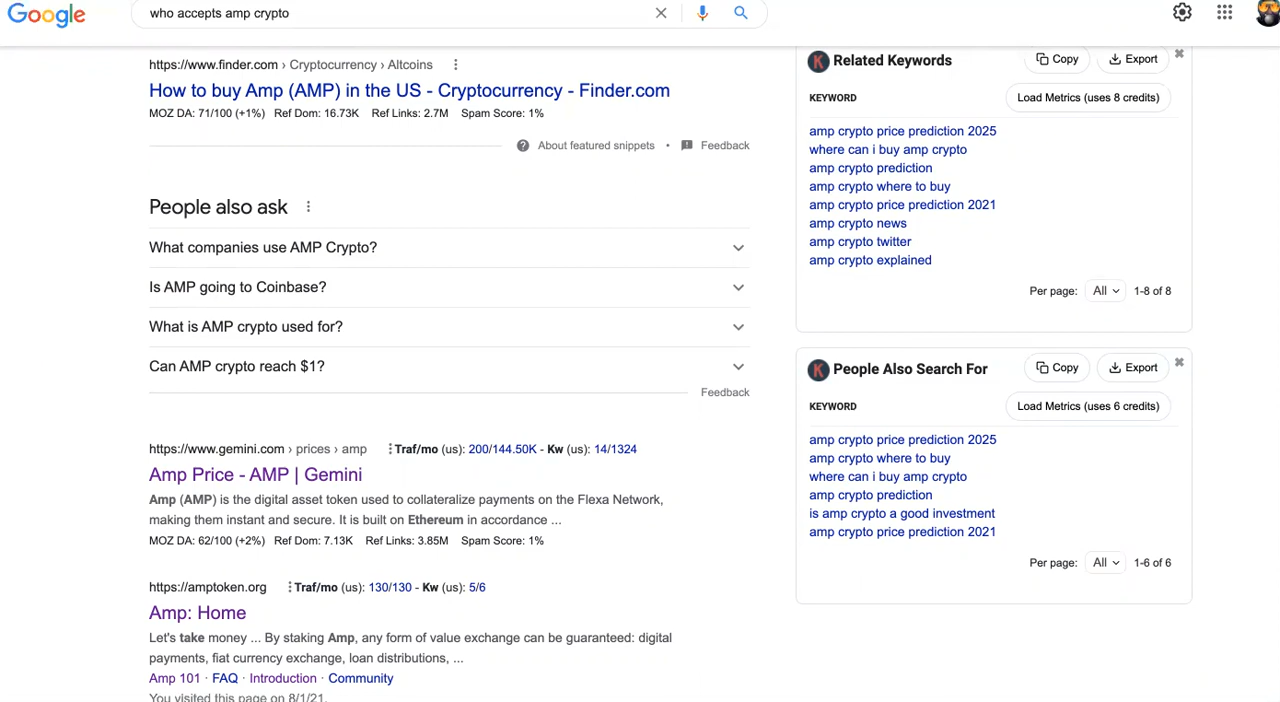 Google
who accepts amp crypto
https://www.finder.com › Cryptocurrency › Altcoins
How to buy Amp (AMP) in the US - Cryptocurrency - Finder.com
MOZ DA: 71/100 (+1%) Ref Dom: 16.73K Ref Links: 2.7M Spam Score: 1%
About featured snippets • Feedback
People also ask
What companies use AMP Crypto?
Is AMP going to Coinbase?
What is AMP crypto used for?
Can AMP crypto reach $1?
Feedback
https://www.gemini.com › prices › amp Traf/mo (us): 200/144.50K - Kw (us): 14/1324
Amp Price - AMP | Gemini
Amp (AMP) is the digital asset token used to collateralize payments on the Flexa Network,
making them instant and secure. It is built on Ethereum in accordance ...
MOZ DA: 62/100 (+2%) Ref Dom: 7.13K Ref Links: 3.85M Spam Score: 1%
https://amptoken.org Traf/mo (us): 130/130 - Kw (us): 5/6
Amp: Home
Let's take money ... By staking Amp, any form of value exchange can be guaranteed: digital
payments, fiat currency exchange, loan distributions, ...
Amp 101 · FAQ · Introduction · Community
You visited this page on 8/1/21.
K Related Keywords Copy Export
KEYWORD Load Metrics (uses 8 credits)
amp crypto price prediction 2025
where can i buy amp crypto
amp crypto prediction
amp crypto where to buy
amp crypto price prediction 2021
amp crypto news
amp crypto twitter
amp crypto explained
Per page: All 1-8 of 8
K People Also Search For Copy Export
KEYWORD Load Metrics (uses 6 credits)
amp crypto price prediction 2025
amp crypto where to buy
where can i buy amp crypto
amp crypto prediction
is amp crypto a good investment
amp crypto price prediction 2021
Per page: All 1-6 of 6